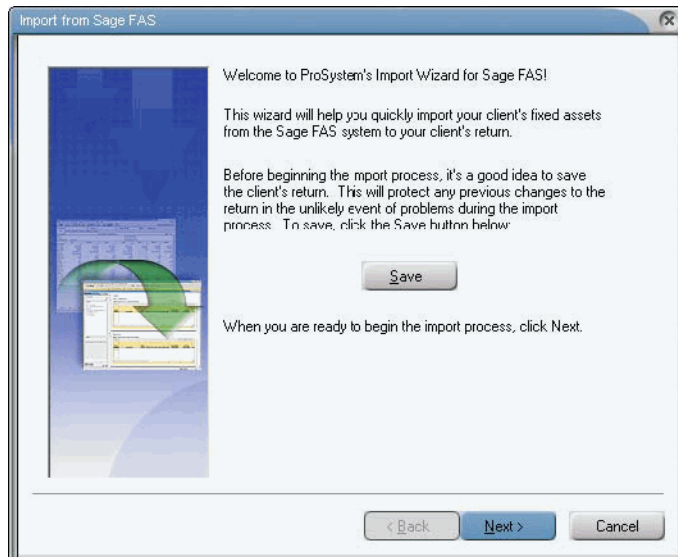 Import from Sage FAS
Welcome to ProSystem's Import Wizard for Sage FAS!
This wizard will help you quickly import your client's fixed assets
from the Sage FAS system to your client's return.
Before beginning the import process, it's a good idea to save
the client's return. This will protect any previous changes to the
return in the unlikely event of problems during the import
process. To save, click the Save button below:
Save
When you are ready to begin the import process, click Next.
< Back
Next >
Cancel